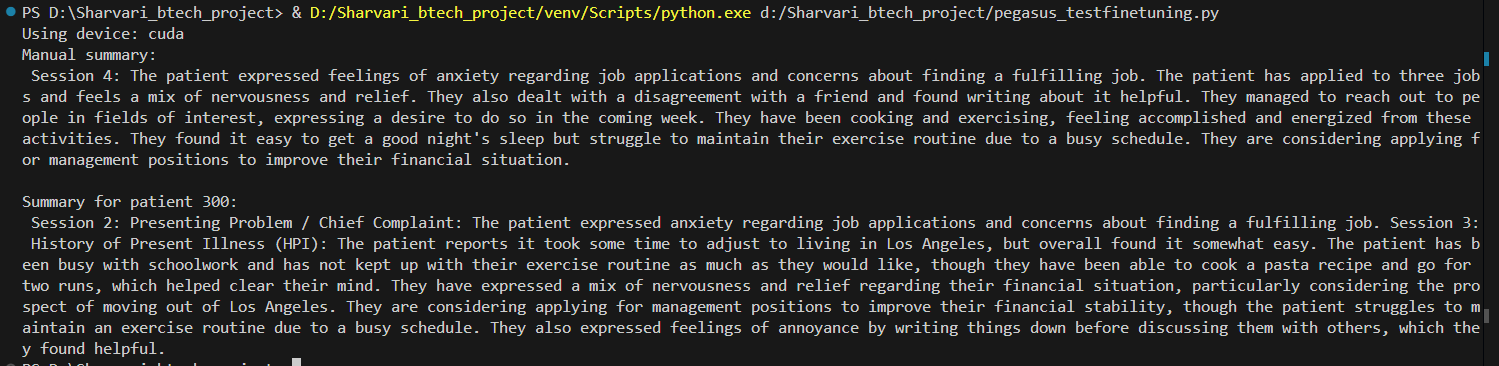 PS D:\Sharvari_btech_project> & D:/Sharvari_btech_project/venv/Scripts/python.exe d:/Sharvari_btech_project/pegasus_testfinetuning.py
Using device: cuda
Manual summary:
 Session 4: The patient expressed feelings of anxiety regarding job applications and concerns about finding a fulfilling job. The patient has applied to three job
s and feels a mix of nervousness and relief. They also dealt with a disagreement with a friend and found writing about it helpful. They managed to reach out to pe
ople in fields of interest, expressing a desire to do so in the coming week. They have been cooking and exercising, feeling accomplished and energized from these
activities. They found it easy to get a good night's sleep but struggle to maintain their exercise routine due to a busy schedule. They are considering applying f
or management positions to improve their financial situation.

Summary for patient 300:
 Session 2: Presenting Problem / Chief Complaint: The patient expressed anxiety regarding job applications and concerns about finding a fulfilling job. Session 3:
 History of Present Illness (HPI): The patient reports it took some time to adjust to living in Los Angeles, but overall found it somewhat easy. The patient has b
een busy with schoolwork and has not kept up with their exercise routine as much as they would like, though they have been able to cook a pasta recipe and go for
two runs, which helped clear their mind. They have expressed a mix of nervousness and relief regarding their financial situation, particularly considering the pro
spect of moving out of Los Angeles. They are considering applying for management positions to improve their financial stability, though the patient struggles to m
aintain an exercise routine due to a busy schedule. They also expressed feelings of annoyance by writing things down before discussing them with others, which the
y found helpful.